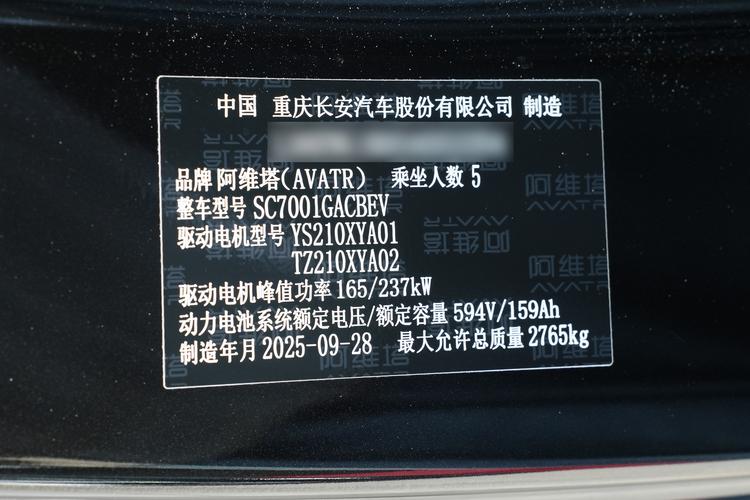 中国 重庆长安汽车股份有限公司 制造
品牌 阿维塔(AVATR) 乘坐人数 5
整车型号 SC7001GACBEV
驱动电机型号 YS210XYA01
TZ210XYA02
驱动电机峰值功率 165/237kW
动力电池系统额定电压/额定容量 594V/159Ah
制造年月 2025-09-28 最大允许总质量 2765kg